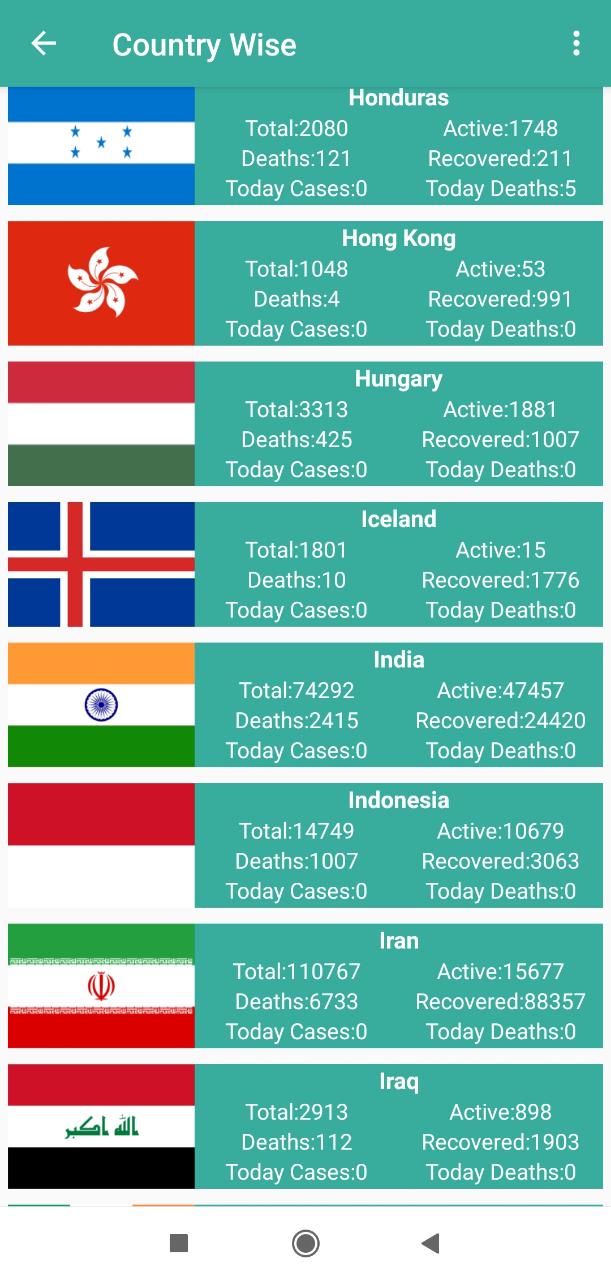 Country Wise
Honduras
Total:2080 Active:1748
Deaths:121 Recovered:211
Today Cases:0 Today Deaths:5
Hong Kong
Total:1048 Active:53
Deaths:4 Recovered:991
Today Cases:0 Today Deaths:0
Hungary
Total:3313 Active:1881
Deaths:425 Recovered:1007
Today Cases:0 Today Deaths:0
Iceland
Total:1801 Active:15
Deaths:10 Recovered:1776
Today Cases:0 Today Deaths:0
India
Total:74292 Active:47457
Deaths:2415 Recovered:24420
Today Cases:0 Today Deaths:0
Indonesia
Total:14749 Active:10679
Deaths:1007 Recovered:3063
Today Cases:0 Today Deaths:0
Iran
Total:110767 Active:15677
Deaths:6733 Recovered:88357
Today Cases:0 Today Deaths:0
Iraq
الله اكبر
Total:2913 Active:898
Deaths:112 Recovered:1903
Today Cases:0 Today Deaths:0